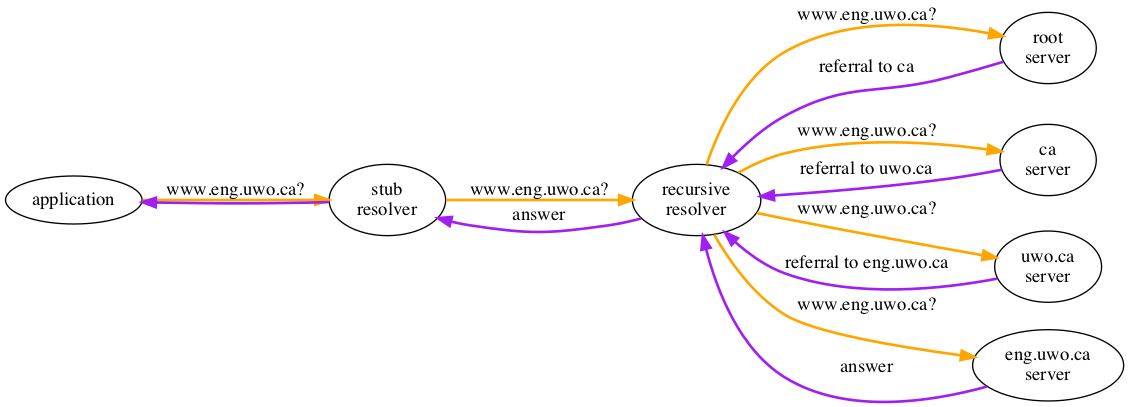 www.eng.uwo.ca?
root
server
referral to ca
www.eng.uwo.ca?
ca
server
referral to uwo.ca
application
www.eng.uwo.ca?
stub
resolver
www.eng.uwo.ca?
answer
recursive
resolver
www.eng.uwo.ca?
uwo.ca
server
referral to eng.uwo.ca
www.eng.uwo.ca?
eng.uwo.ca
server
answer